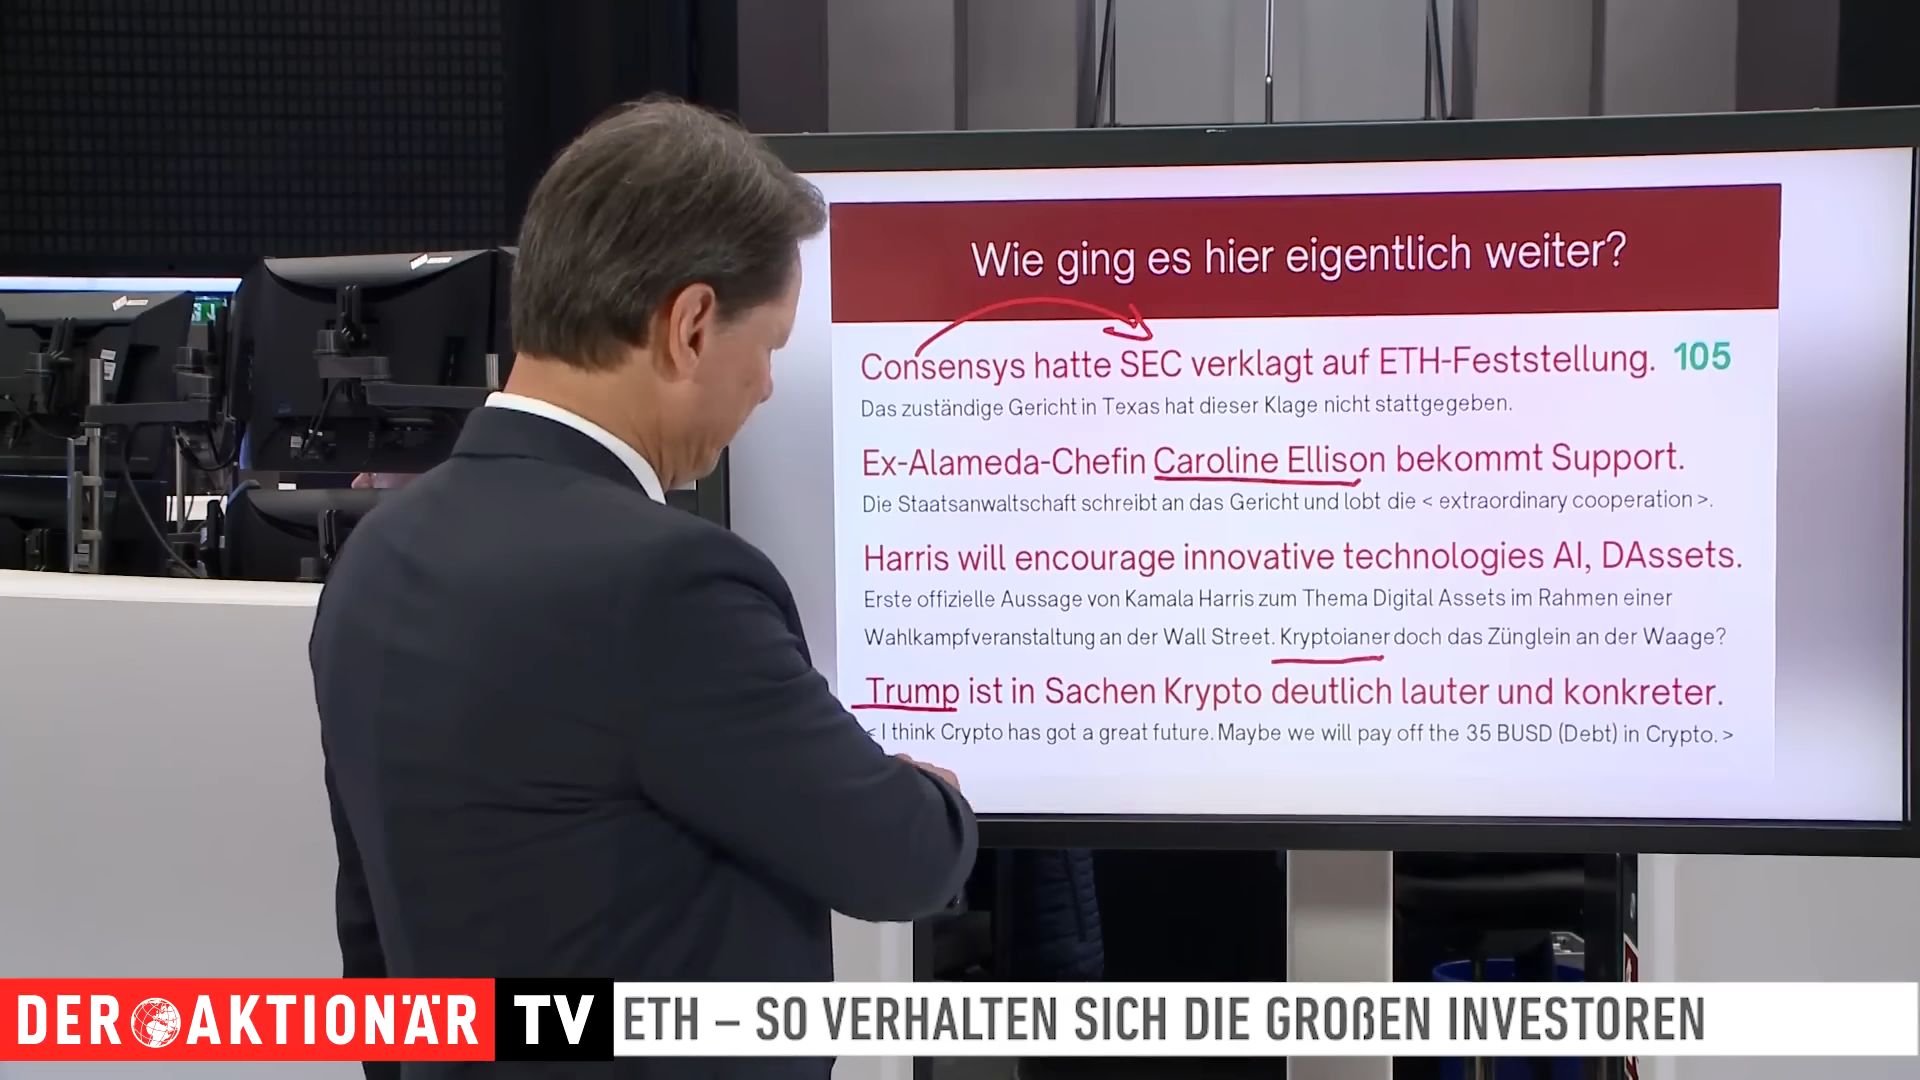 Wie ging es hier eigentlich weiter?
Consensys hatte SEC verklagt auf ETH-Feststellung. 105
Das zuständige Gericht in Texas hat dieser Klage nicht stattgegeben.
Ex-Alameda-Chefin Caroline Ellison bekommt Support.
Die Staatsanwaltschaft schreibt an das Gericht und lobt die < extraordinary cooperation >.
Harris will encourage innovative technologies AI, DAssets.
Erste offizielle Aussage von Kamala Harris zum Thema Digital Assets im Rahmen einer
Wahlkampfveranstaltung an der Wall Street. Kryptoianer doch das Zünglein an der Waage?
Trump ist in Sachen Krypto deutlich lauter und konkreter.
< I think Crypto has got a great future. Maybe we will pay off the 35 BUSD (Debt) in Crypto. >
DER AKTIONÄR TV ETH – SO VERHALTEN SICH DIE GROẞEN INVESTOREN